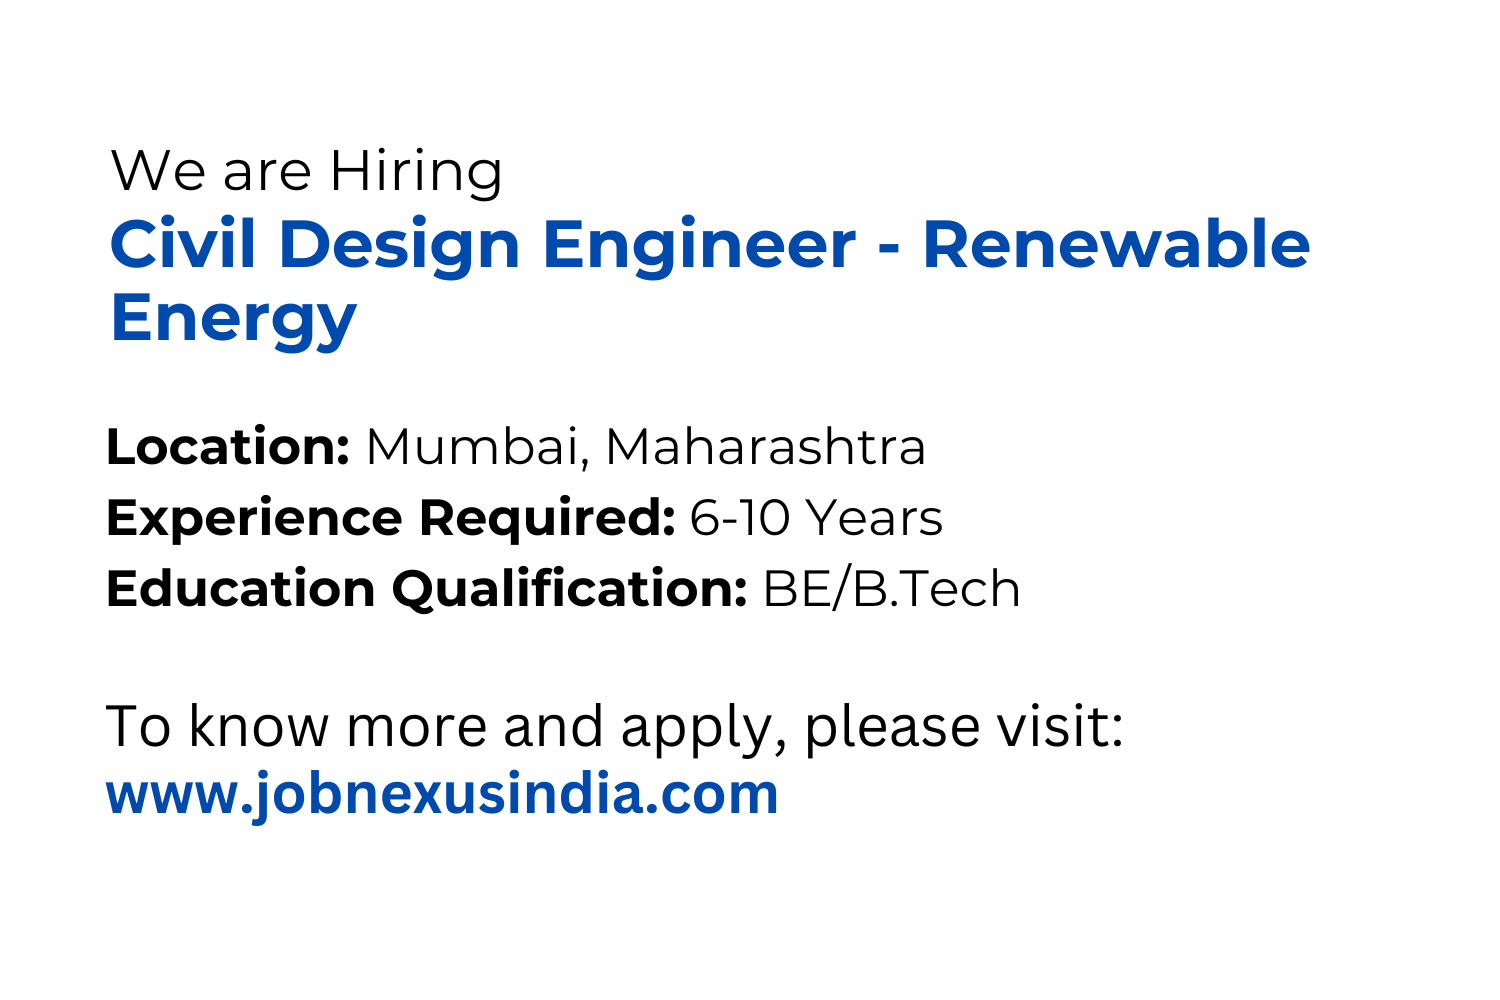 We are Hiring
Civil Design Engineer - Renewable
Energy
Location: Mumbai, Maharashtra
Experience Required: 6-10 Years
Education Qualification: BE/B.Tech
To know more and apply, please visit:
www.jobnexusindia.com